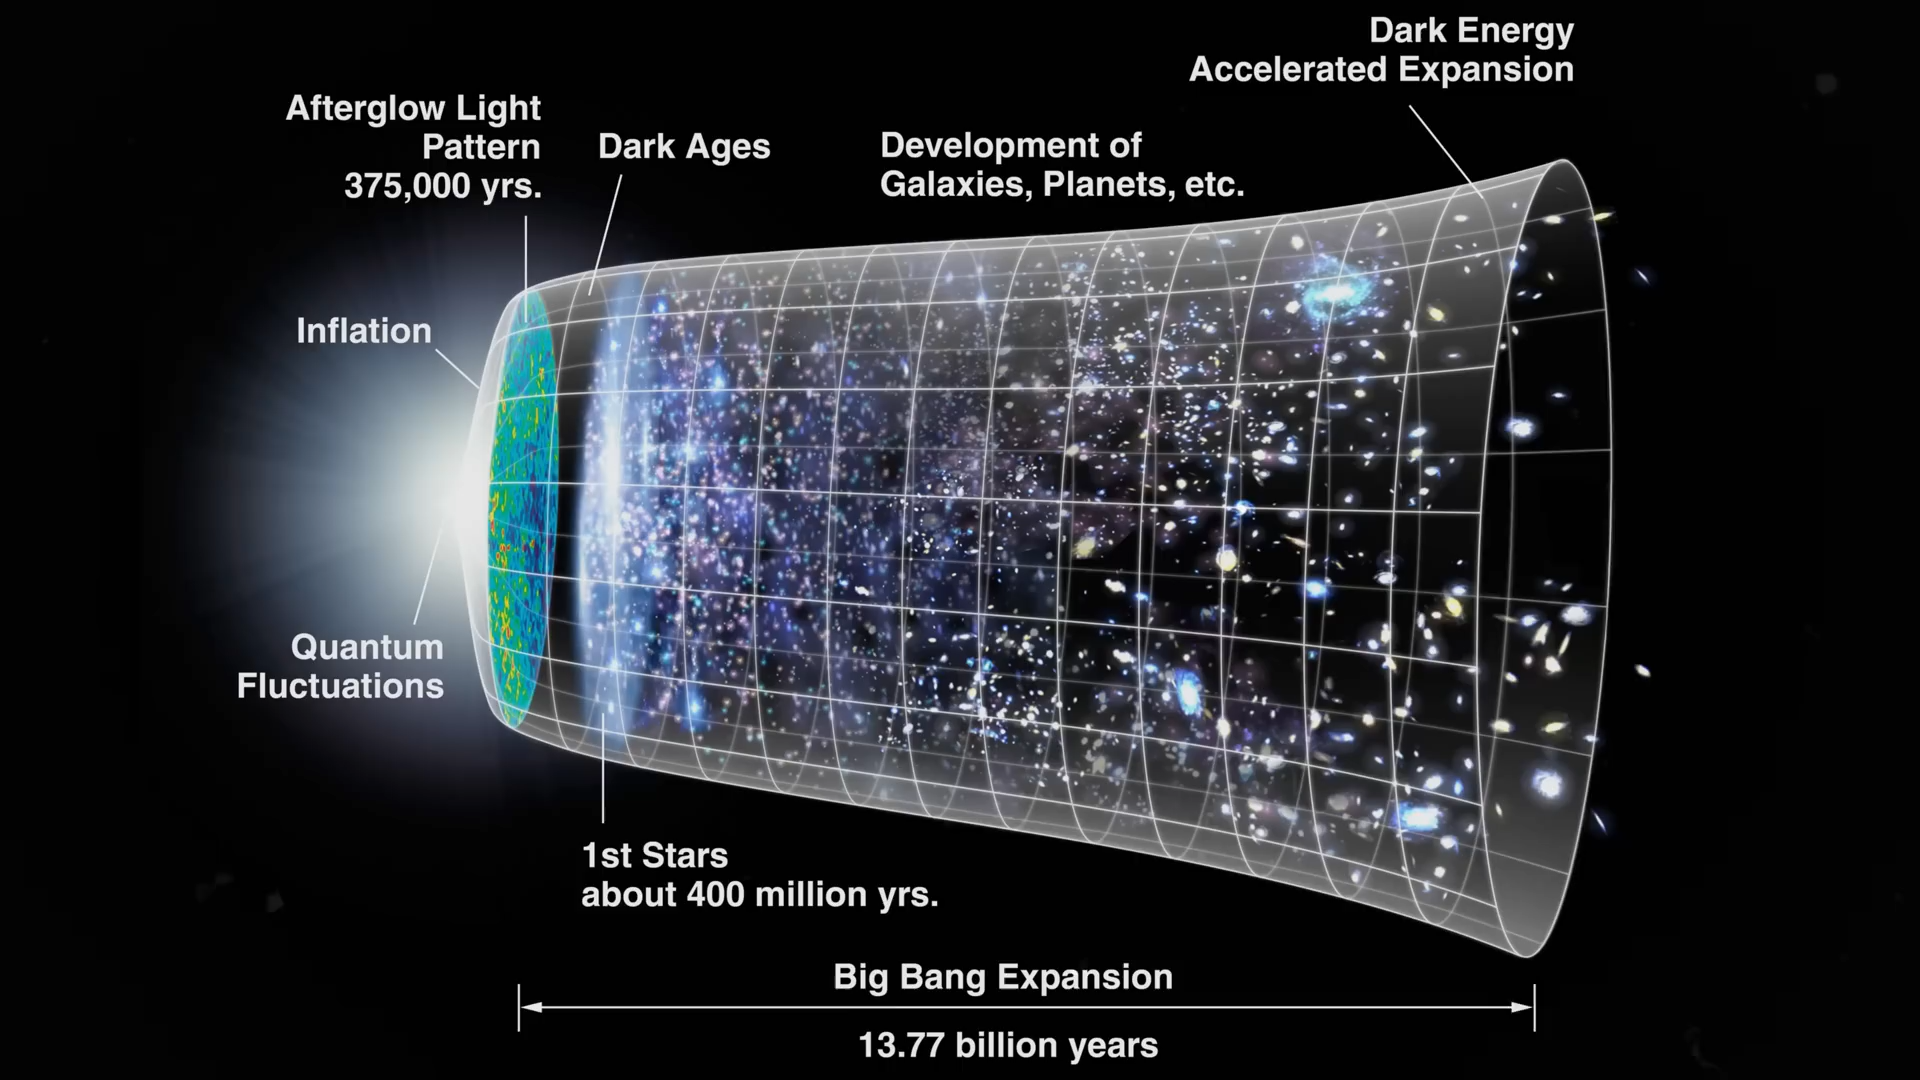 Dark Energy
Accelerated Expansion
Afterglow Light
Pattern
375,000 yrs.
Dark Ages
Development of
Galaxies, Planets, etc.
Inflation
Quantum
Fluctuations
1st Stars
about 400 million yrs.
Big Bang Expansion
13.77 billion years